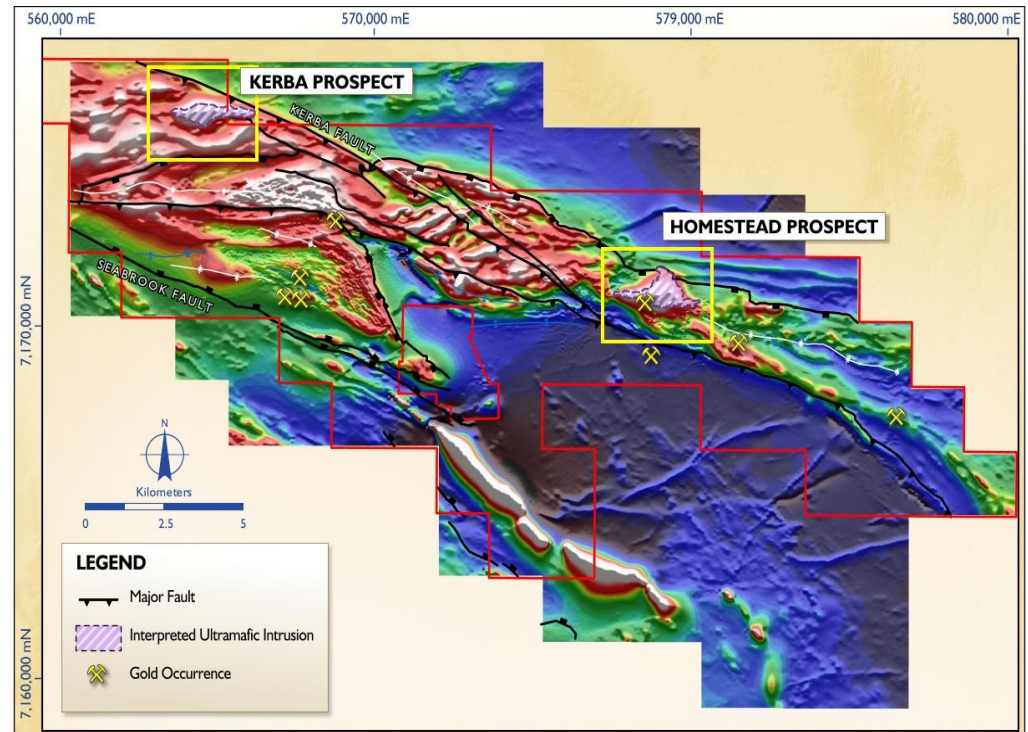 560,000 mE
570,000 mE
579,000 mE
580,000 mE
KERBA PROSPECT
KERBA FAULT
HOMESTEAD PROSPECT
SEABROOK FAULT
7,170,000 mN
N
Kilometers
0 2.5 5
LEGEND
Major Fault
Interpreted Ultramafic Intrusion
Gold Occurrence
7,160,000 mN